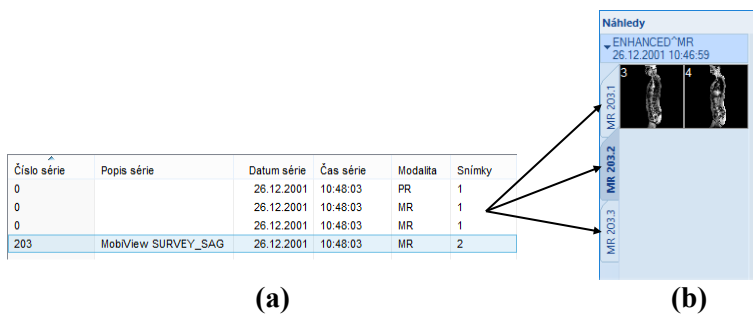 Číslo série Popis série Datum série Čas série Modalita Snímky
0 26.12.2001 10:48:03 PR 1
0 26.12.2001 10:48:03 MR 1
0 26.12.2001 10:48:03 MR 1
203 MobiView SURVEY_SAG 26.12.2001 10:48:03 MR 2
(a)
Náhledy
ENHANCED^MR
26.12.2001 10:46:59
3 4
MR 203.1
MR 203.2
MR 203.3
(b)